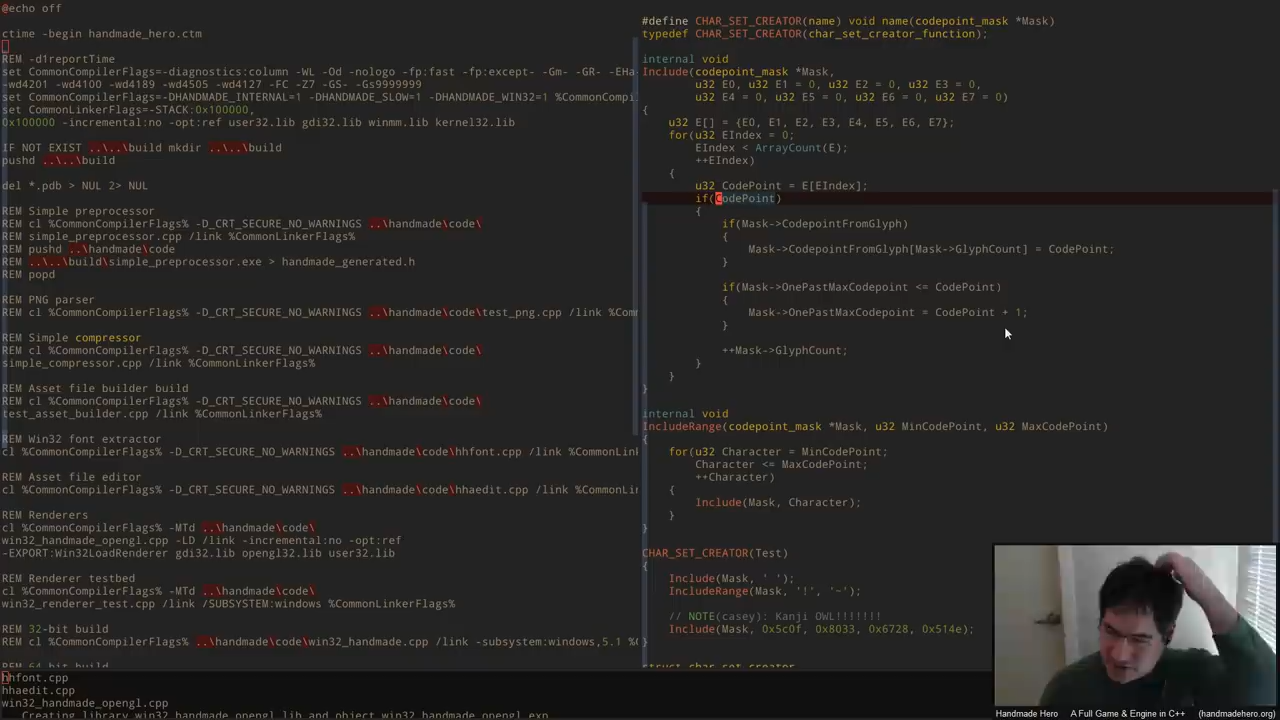 @echo off
ctime -begin handmade_hero.ctm
REM -d1reportTime
set CommonCompilerFlags=-diagnostics:column -WL -Od -nologo -fp:fast -fp:except- -Gm- -GR- -EHa-
-wd4201 -wd4100 -wd4189 -wd4505 -wd4127 -FC -Z7 -GS- -Gs9999999
set CommonCompilerFlags=-DHANDMADE_INTERNAL=1 -DHANDMADE_SLOW=1 -DHANDMADE_WIN32=1 %CommonCompi
set CommonLinkerFlags=-STACK:0x100000,
0x100000 -incremental:no -opt:ref user32.lib gdi32.lib winmm.lib kernel32.lib
IF NOT EXIST ..\..\build mkdir ..\..\build
pushd ..\..\build
del *.pdb > NUL 2> NUL
REM Simple preprocessor
REM cl %CommonCompilerFlags% -D_CRT_SECURE_NO_WARNINGS ..\handmade\code\
REM simple_preprocessor.cpp /link %CommonLinkerFlags%
REM pushd ..\handmade\code
REM ..\..\build\simple_preprocessor.exe > handmade_generated.h
REM popd
REM PNG parser
REM cl %CommonCompilerFlags% -D_CRT_SECURE_NO_WARNINGS ..\handmade\code\test_png.cpp /link %Com
REM Simple compressor
REM cl %CommonCompilerFlags% -D_CRT_SECURE_NO_WARNINGS ..\handmade\code\
simple_compressor.cpp /link %CommonLinkerFlags%
REM Asset file builder build
REM cl %CommonCompilerFlags% -D_CRT_SECURE_NO_WARNINGS ..\handmade\code\
test_asset_builder.cpp /link %CommonLinkerFlags%
REM Win32 font extractor
cl %CommonCompilerFlags% -D_CRT_SECURE_NO_WARNINGS ..\handmade\code\hhfont.cpp /link %CommonLin
REM Asset file editor
cl %CommonCompilerFlags% -D_CRT_SECURE_NO_WARNINGS ..\handmade\code\hhaedit.cpp /link %CommonLi
REM Renderers
cl %CommonCompilerFlags% -MTd ..\handmade\code\
win32_handmade_opengl.cpp -LD /link -incremental:no -opt:ref
-EXPORT:Win32LoadRenderer gdi32.lib opengl32.lib user32.lib
REM Renderer testbed
cl %CommonCompilerFlags% -MTd ..\handmade\code\
win32_renderer_test.cpp /link /SUBSYSTEM:windows %CommonLinkerFlags%
REM 32-bit build
REM cl %CommonCompilerFlags% ..\handmade\code\win32_handmade.cpp /link -subsystem:windows,5.1 %C
REM 64-bit build
hhfont.cpp
hhaedit.cpp
win32_handmade_opengl.cpp
Creating library win32_handmade_opengl.lib and object win32_handmade_opengl.exp
#define CHAR_SET_CREATOR(name) void name(codepoint_mask *Mask)
typedef CHAR_SET_CREATOR(char_set_creator_function);
internal void
Include(codepoint_mask *Mask,
u32 E0, u32 E1 = 0, u32 E2 = 0, u32 E3 = 0,
u32 E4 = 0, u32 E5 = 0, u32 E6 = 0, u32 E7 = 0)
{
u32 E[] = {E0, E1, E2, E3, E4, E5, E6, E7};
for(u32 EIndex = 0;
EIndex < ArrayCount(E);
++EIndex)
{
u32 CodePoint = E[EIndex];
if(CodePoint)
{
if(Mask->CodepointFromGlyph)
{
Mask->CodepointFromGlyph[Mask->GlyphCount] = CodePoint;
}
if(Mask->OnePastMaxCodepoint <= CodePoint)
{
Mask->OnePastMaxCodepoint = CodePoint + 1;
}
++Mask->GlyphCount;
}
}
}
internal void
IncludeRange(codepoint_mask *Mask, u32 MinCodePoint, u32 MaxCodePoint)
{
for(u32 Character = MinCodePoint;
Character <= MaxCodePoint;
++Character)
{
Include(Mask, Character);
}
}
CHAR_SET_CREATOR(Test)
{
Include(Mask, ' ');
IncludeRange(Mask, '!', '~');
// NOTE(casey): Kanji OWL!!!!!!!
Include(Mask, 0x5c0f, 0x8033, 0x6728, 0x514e);
}
struct char_set_creator
Handmade Hero A Full Game & Engine in C++ (handmadehero.org)